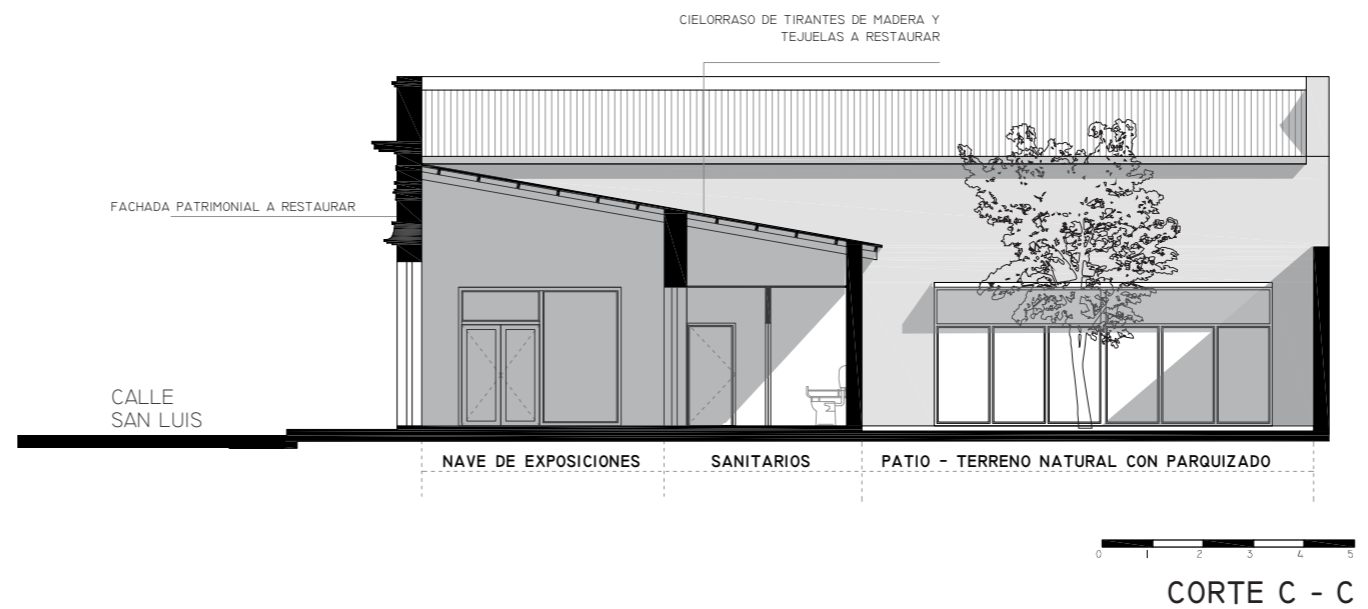 CIELORRASO DE TIRANTES DE MADERA Y
TEJUELAS A RESTAURAR
FACHADA PATRIMONIAL A RESTAURAR
CALLE
SAN LUIS
NAVE DE EXPOSICIONES
SANITARIOS
PATIO - TERRENO NATURAL CON PARQUIZADO
0 1 2 3 4 5
CORTE C - C